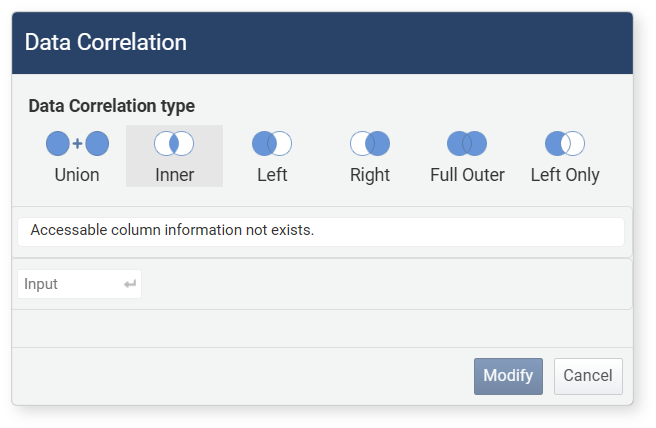 Data Correlation
Data Correlation type
+
Union Inner Left Right Full Outer Left Only
Accessable column information not exists.
Input
Modify Cancel